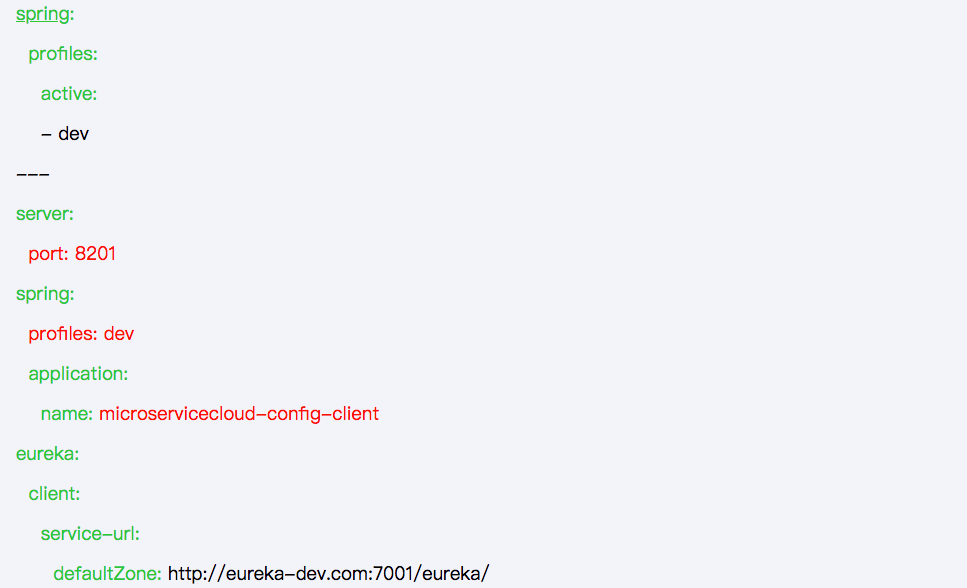 spring:
profiles:
active:
- dev
---
server:
port: 8201
spring:
profiles: dev
application:
name: microservicecloud-config-client
eureka:
client:
service-url:
defaultZone: http://eureka-dev.com:7001/eureka/